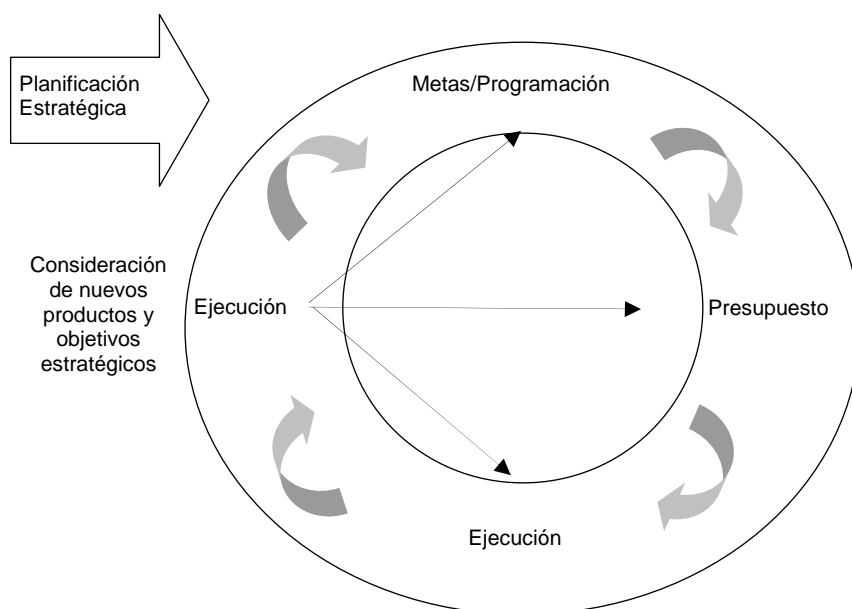 Planificación
Estratégica
Metas/Programación
Consideración
de nuevos
productos y
objetivos
estratégicos
Ejecución
Presupuesto
Ejecución